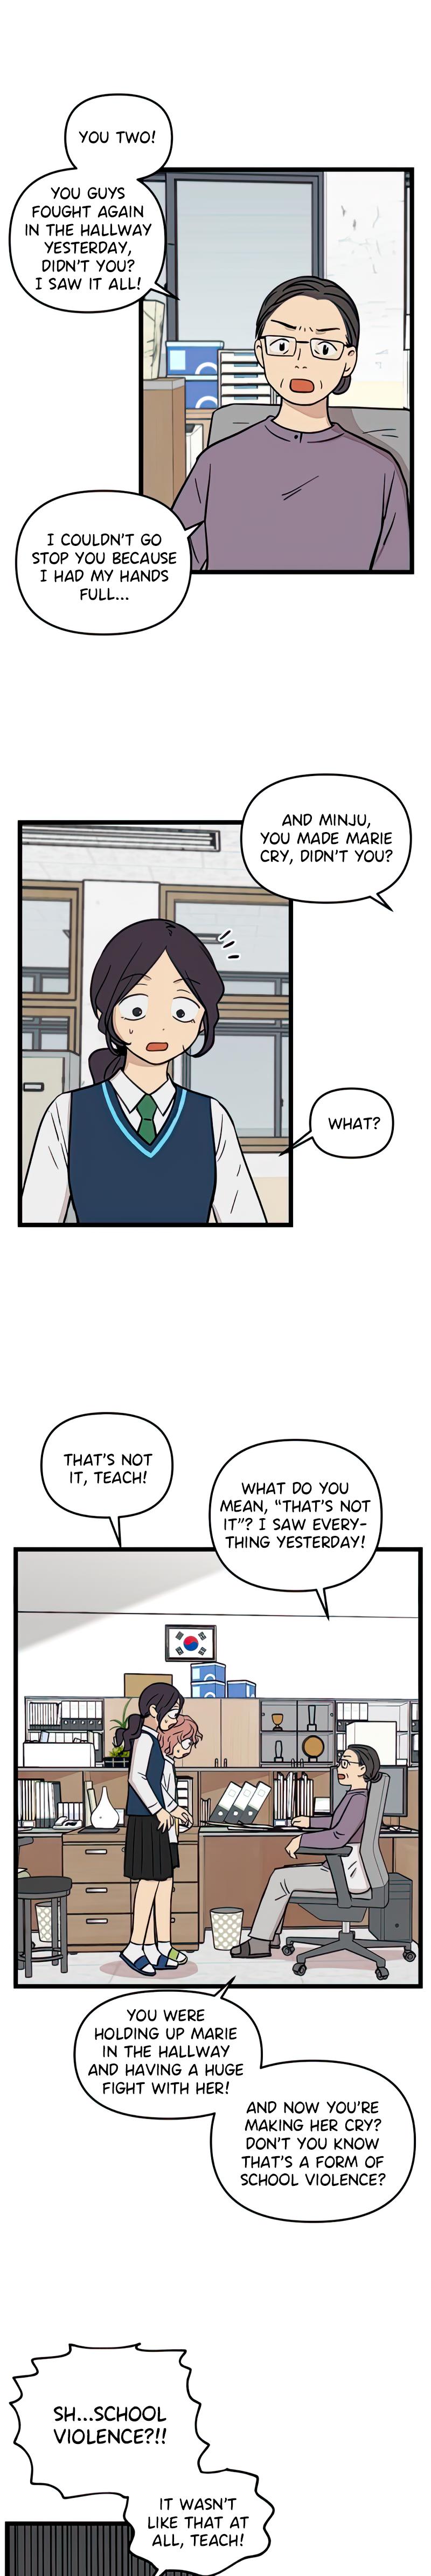 YOU TWO!
YOU GUYS
FOUGHT AGAIN
IN THE HALLWAY
YESTERDAY,
DIDN'T YOU?
I SAW IT ALL!
I COULDN'T GO
STOP YOU BECAUSE
I HAD MY HANDS
FULL...
AND MINJU,
YOU MADE MARIE
CRY, DIDN'T YOU?
WHAT?
THAT'S NOT
IT, TEACH!
WHAT DO YOU
MEAN, "THAT'S NOT
IT"? I SAW EVERY-
THING YESTERDAY!
YOU WERE
HOLDING UP MARIE
IN THE HALLWAY
AND HAVING A HUGE
FIGHT WITH HER!
AND NOW YOU'RE
MAKING HER CRY?
DON'T YOU KNOW
THAT'S A FORM OF
SCHOOL VIOLENCE?
SH...SCHOOL
VIOLENCE?!!
IT WASN'T
LIKE THAT AT
ALL, TEACH!